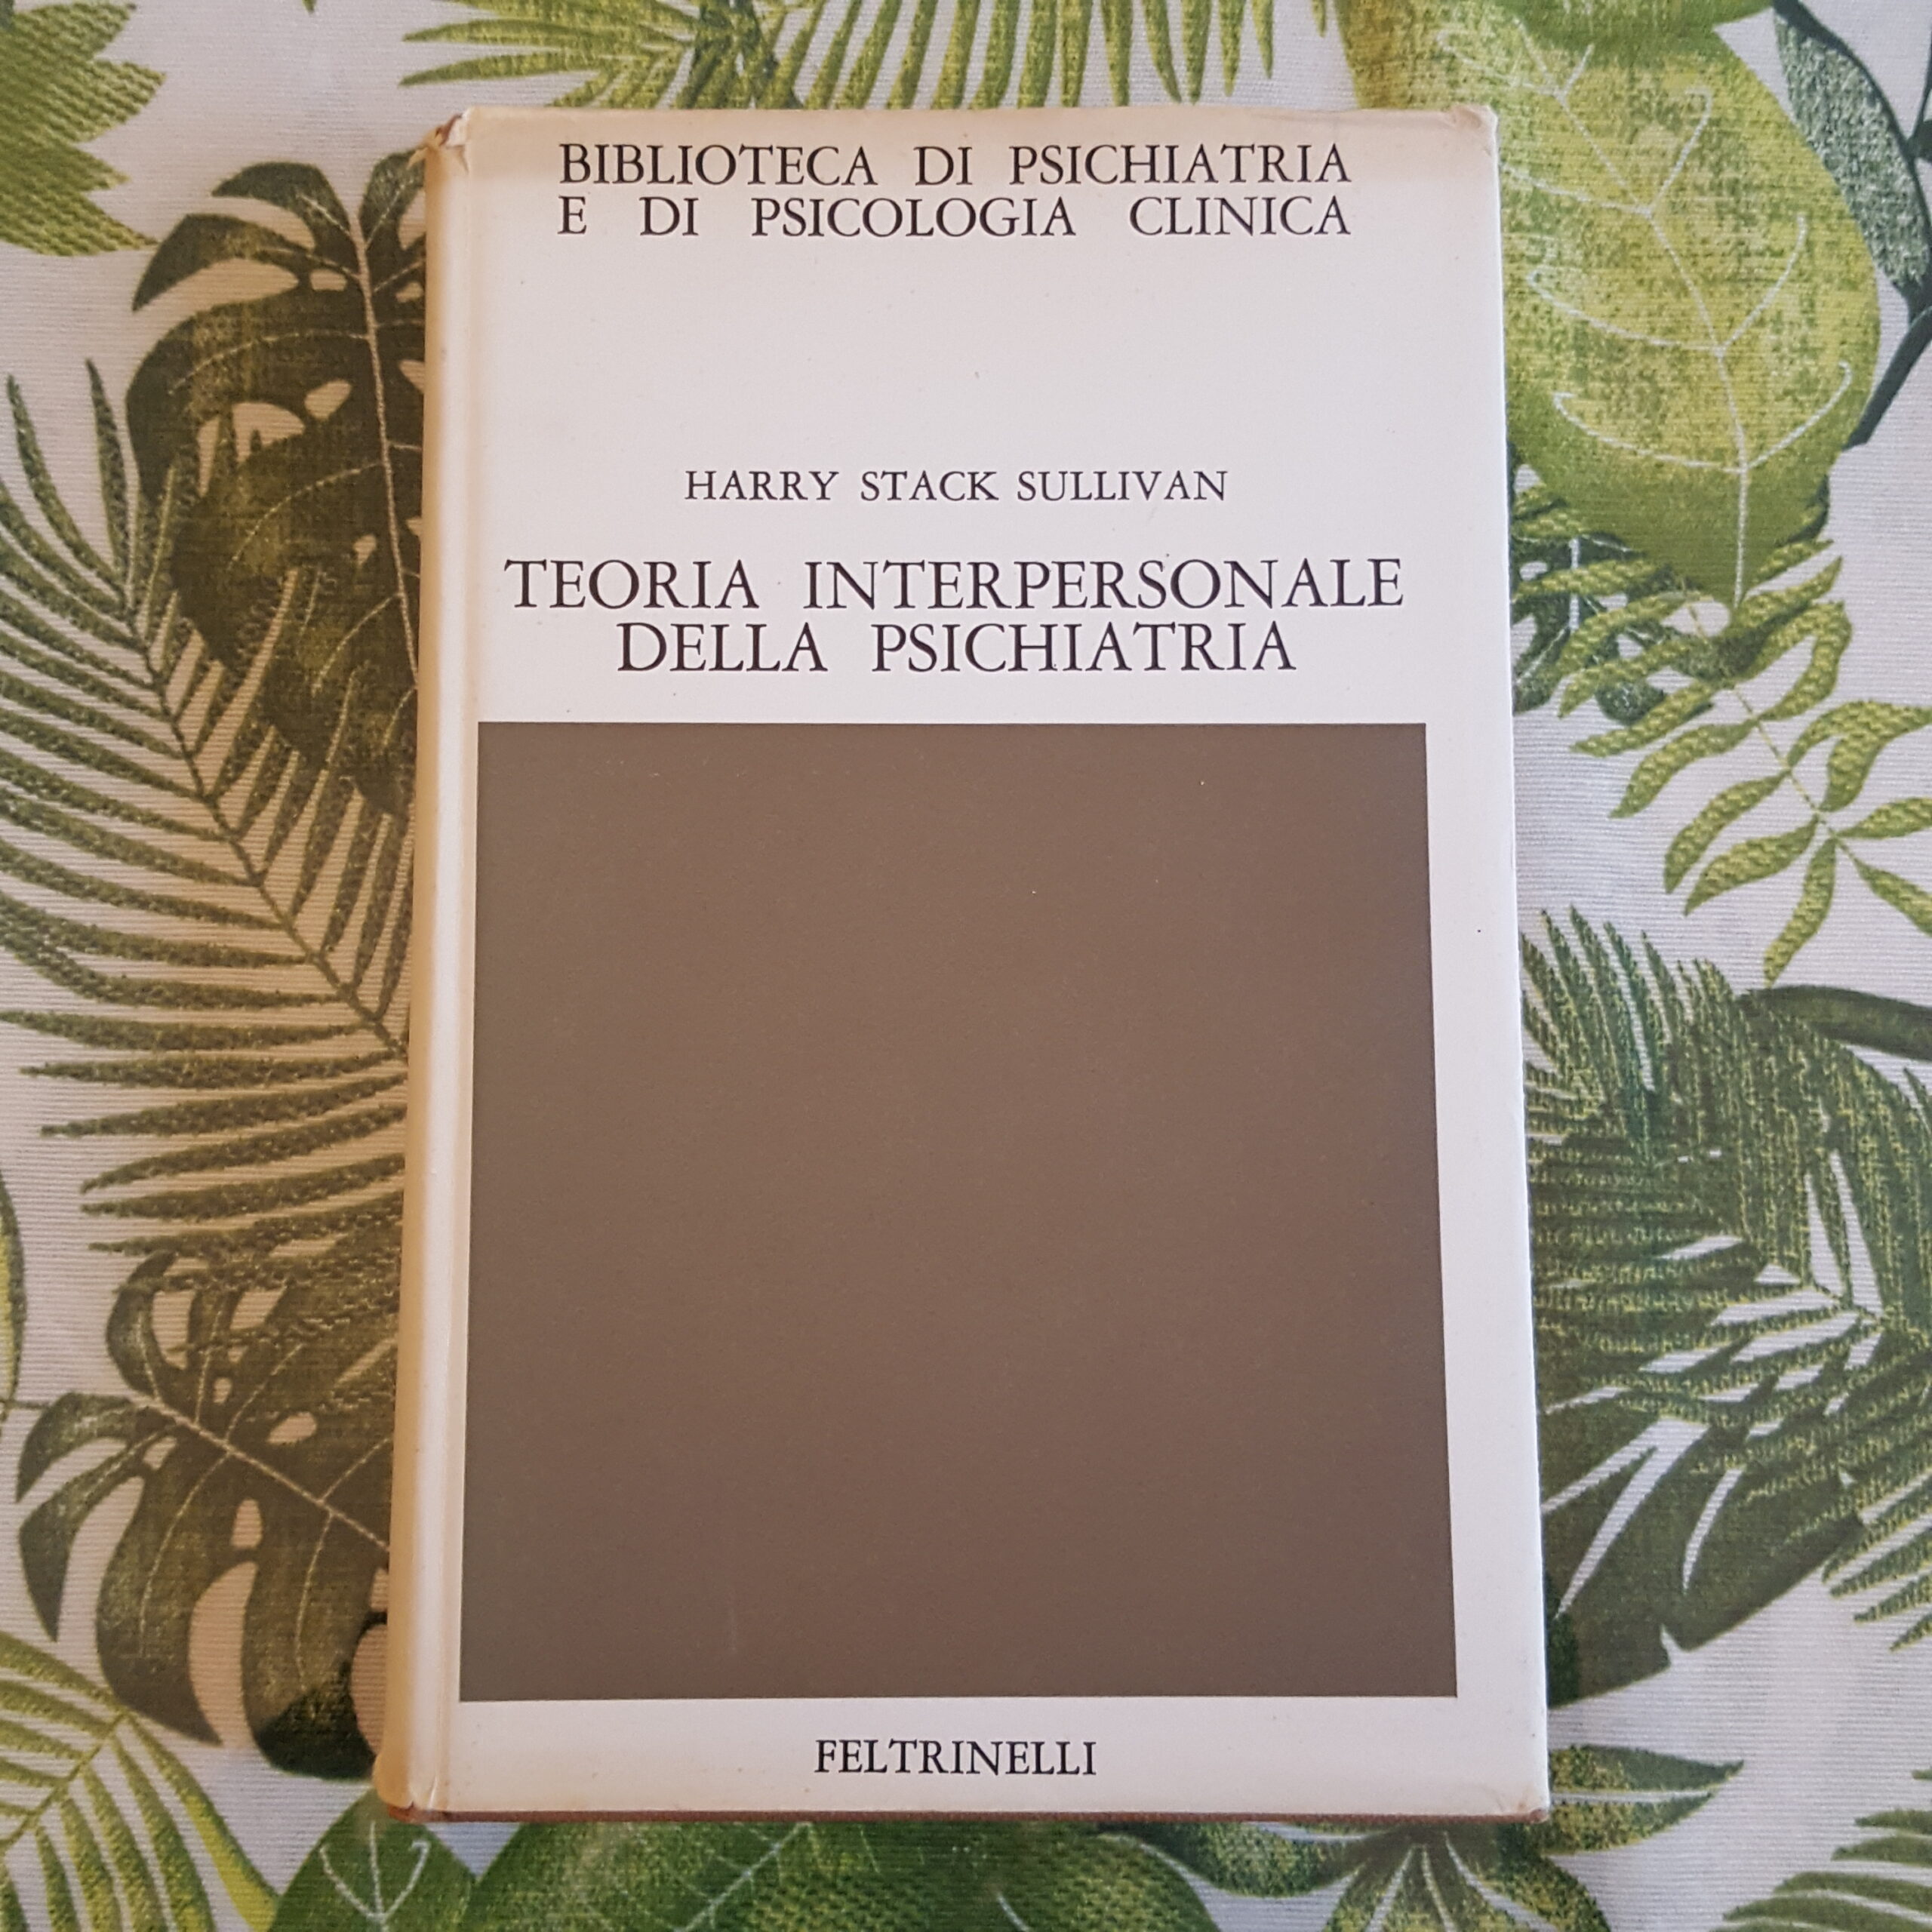 BIBLIOTECA DI PSICHIATRIA
E DI PSICOLOGIA CLINICA
HARRY STACK SULLIVAN
TEORIA INTERPERSONALE
DELLA PSICHIATRIA
FELTRINELLI